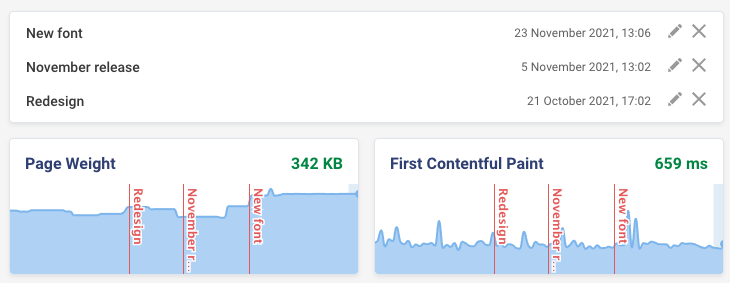 New font 23 November 2021, 13:06
November release 5 November 2021, 13:02
Redesign 21 October 2021, 17:02
Page Weight 342 KB
First Contentful Paint 659 ms
Redesign
November r…
New font
Redesign
November r…
New font